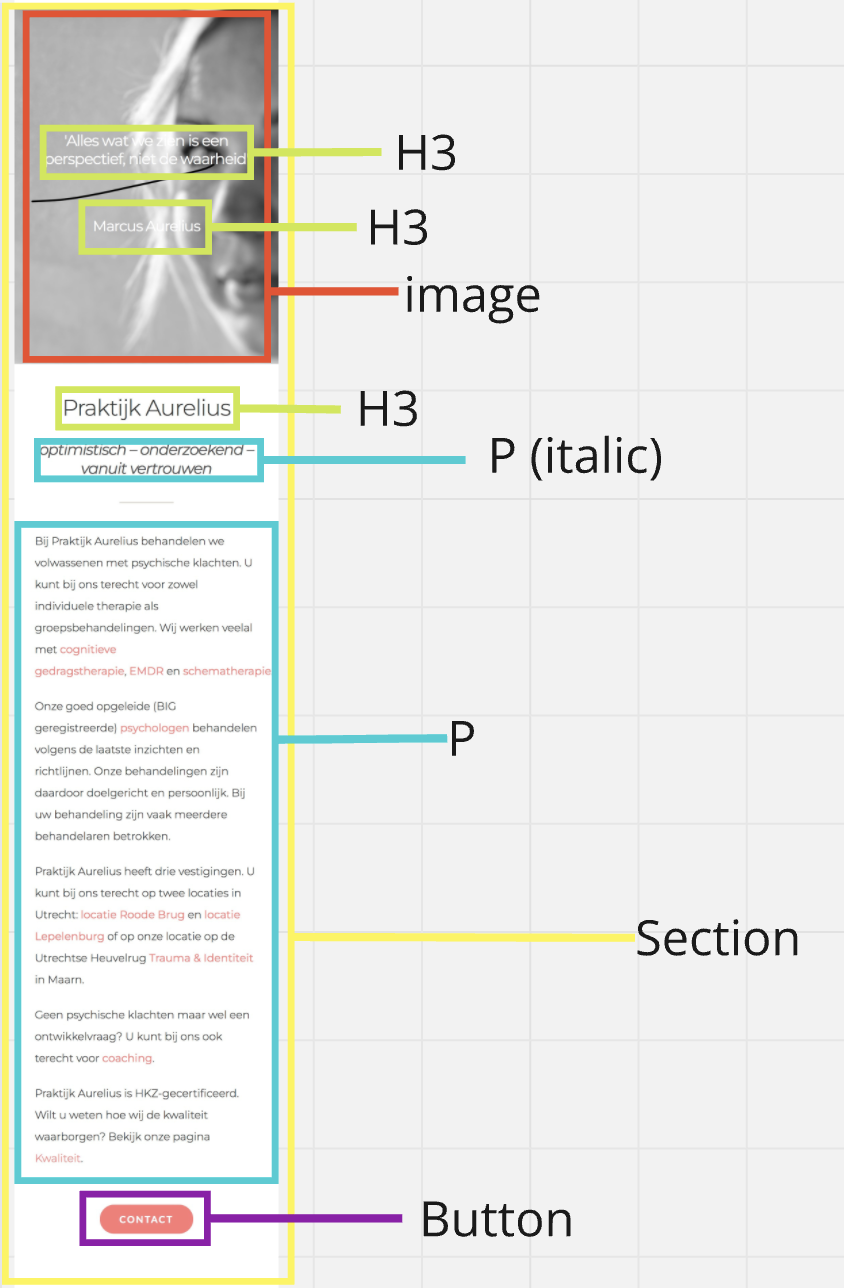 'Alles wat we zien is een
perspectief, niet de waarheid
H3
Marcus Aurelius
H3
image
Praktijk Aurelius
H3
optimistisch – onderzoekend –
vanuit vertrouwen
P (italic)
Bij Praktijk Aurelius behandelen we
volwassenen met psychische klachten. U
kunt bij ons terecht voor zowel
individuele therapie als
groepsbehandelingen. Wij werken veelal
met cognitieve
gedragstherapie, EMDR en schematherapie
Onze goed opgeleide (BIG
geregistreerde) psychologen behandelen
volgens de laatste inzichten en
richtlijnen. Onze behandelingen zijn
daardoor doelgericht en persoonlijk. Bij
uw behandeling zijn vaak meerdere
behandelaren betrokken.
P
Praktijk Aurelius heeft drie vestigingen. U
kunt bij ons terecht op twee locaties in
Utrecht: locatie Roode Brug en locatie
Lepelenburg of op onze locatie op de
Utrechtse Heuvelrug Trauma & Identiteit
in Maarn.
Section
Geen psychische klachten maar wel een
ontwikkelvraag? U kunt bij ons ook
terecht voor coaching.
Praktijk Aurelius is HKZ-gecertificeerd.
Wilt u weten hoe wij de kwaliteit
waarborgen? Bekijk onze pagina
Kwaliteit.
CONTACT
Button